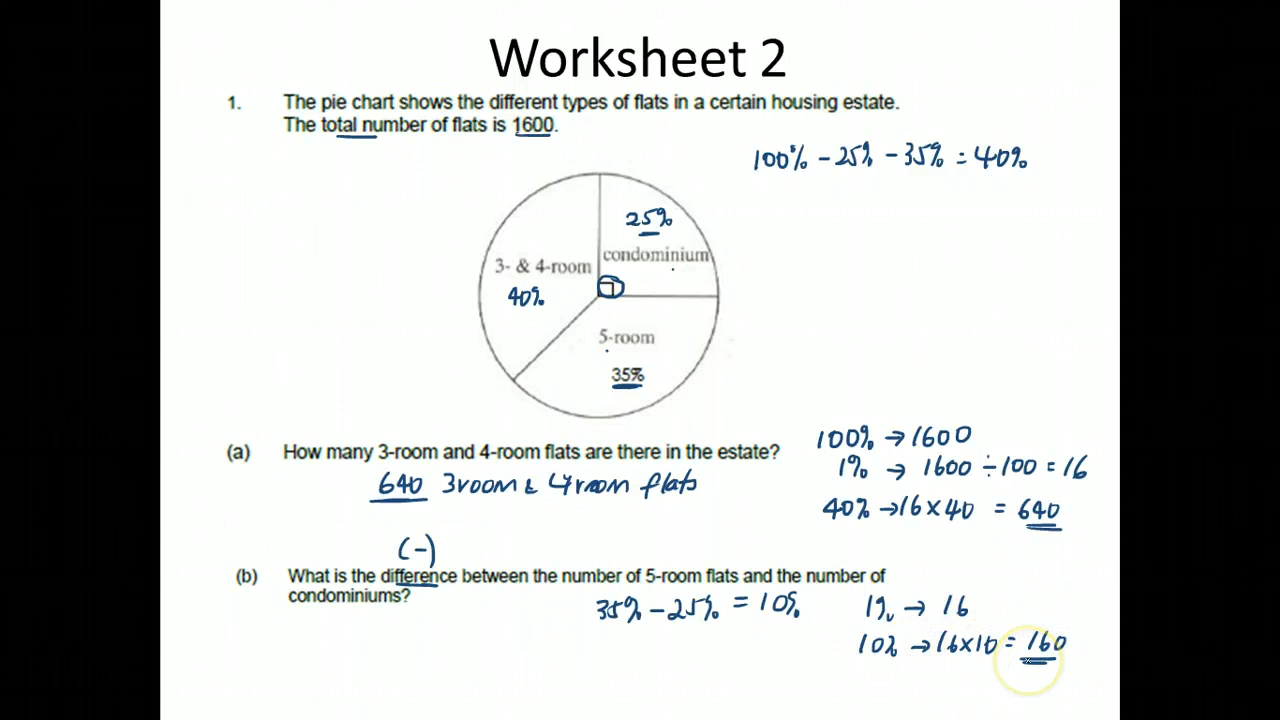 Worksheet 2
1. The pie chart shows the different types of flats in a certain housing estate.
The total number of flats is 1600.
100% - 25% - 35% = 40%
25%
condominium
3- & 4-room
40%
5-room
35%
(a) How many 3-room and 4-room flats are there in the estate?
640 3room & 4room flats
100% → 1600
1% → 1600 ÷ 100 = 16
40% → 16 × 40 = 640
(-)
(b) What is the difference between the number of 5-room flats and the number of
condominiums?
35% - 25% = 10%
1% → 16
10% → 16×10 = 160